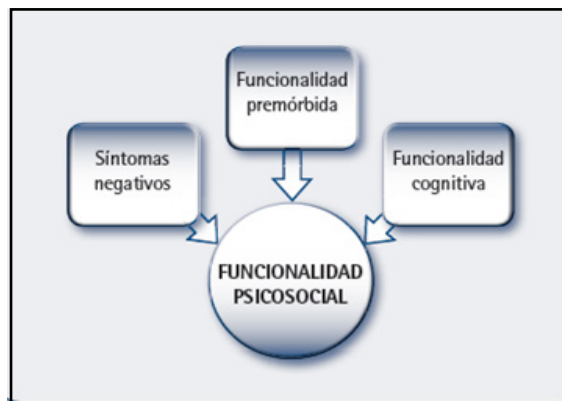 Funcionalidad
premórbida
Síntomas
negativos
Funcionalidad
cognitiva
FUNCIONALIDAD
PSICOSOCIAL